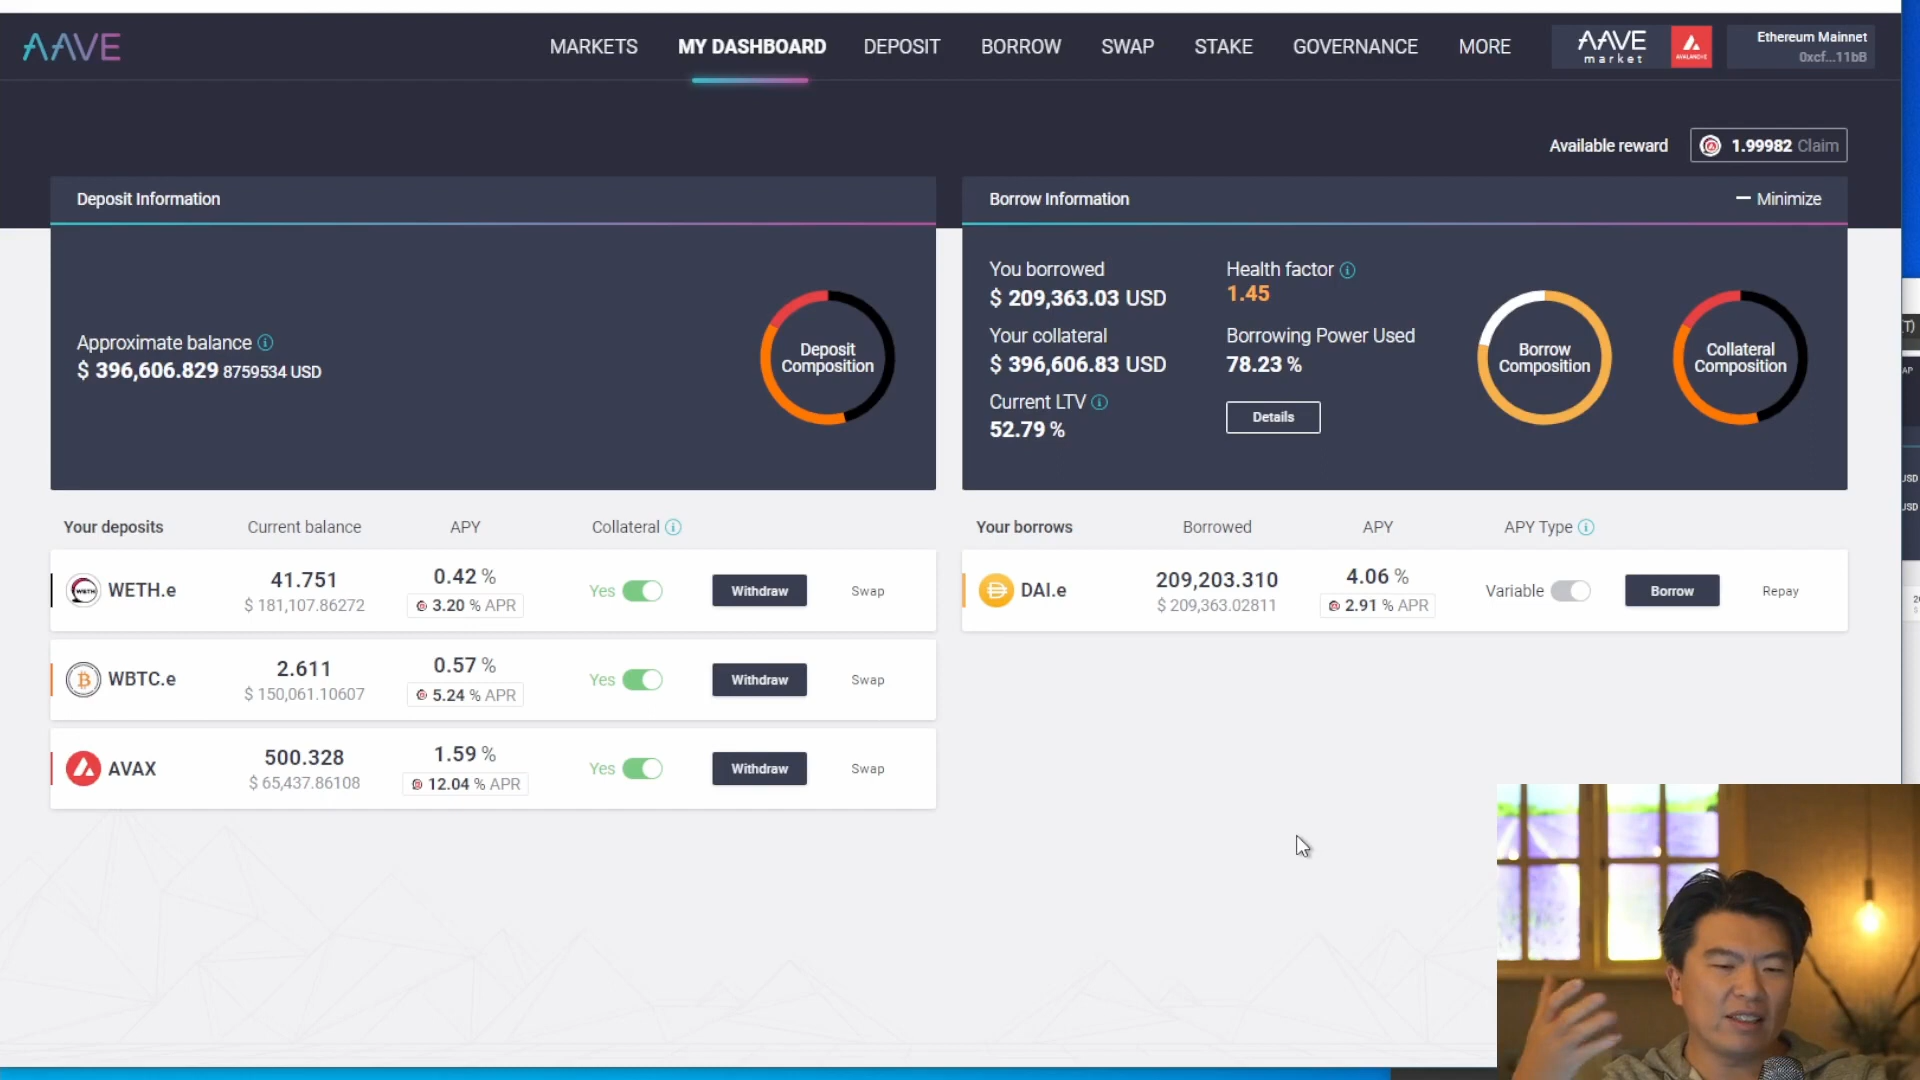 AAVE
MARKETS
MY DASHBOARD
DEPOSIT
BORROW
SWAP
STAKE
GOVERNANCE
MORE
AAVE
market
AVALANCHE
Ethereum Mainnet
0xcf...11bB
Available reward
1.99982 Claim
Deposit Information
Approximate balance
$ 396,606.829 8759534 USD
Deposit
Composition
Borrow Information
Minimize
You borrowed
$ 209,363.03 USD
Your collateral
$ 396,606.83 USD
Current LTV
52.79 %
Health factor
1.45
Borrowing Power Used
78.23 %
Details
Borrow
Composition
Collateral
Composition
Your deposits
Current balance
APY
Collateral
WETH
WETH.e
41.751
$ 181,107.86272
0.42 %
3.20 % APR
Yes
Withdraw
Swap
WBTC.e
2.611
$ 150,061.10607
0.57 %
5.24 % APR
Yes
Withdraw
Swap
AVAX
500.328
$ 65,437.86108
1.59 %
12.04 % APR
Yes
Withdraw
Swap
Your borrows
Borrowed
APY
APY Type
DAI.e
209,203.310
$ 209,363.02811
4.06 %
2.91 % APR
Variable
Borrow
Repay
T)
AP
USD
USD